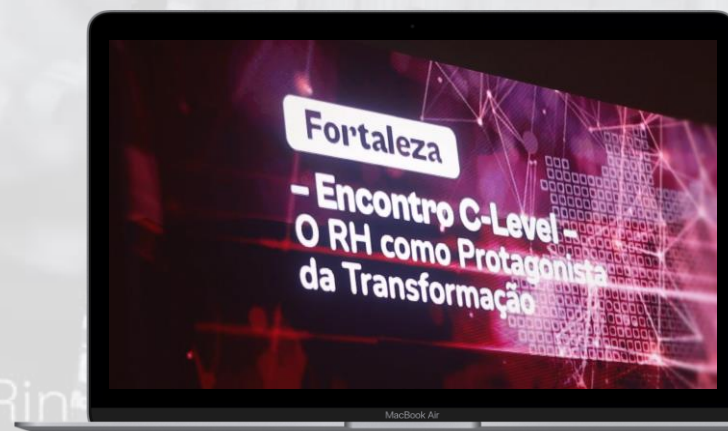 Fortaleza
– Encontro C-Level –
O RH como Protagonista
da Transformação
MacBook Air